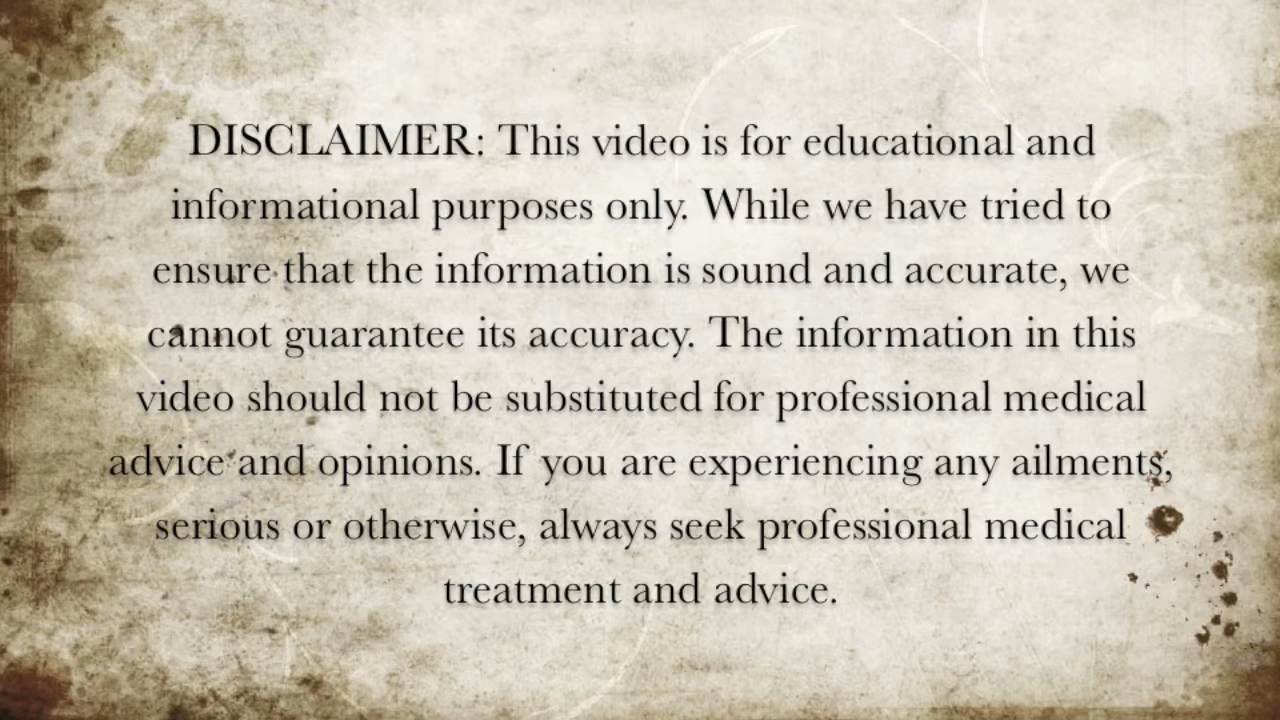 DISCLAIMER: This video is for educational and
informational purposes only. While we have tried to
ensure that the information is sound and accurate, we
cannot guarantee its accuracy. The information in this
video should not be substituted for professional medical
advice and opinions. If you are experiencing any ailments,
serious or otherwise, always seek professional medical
treatment and advice.